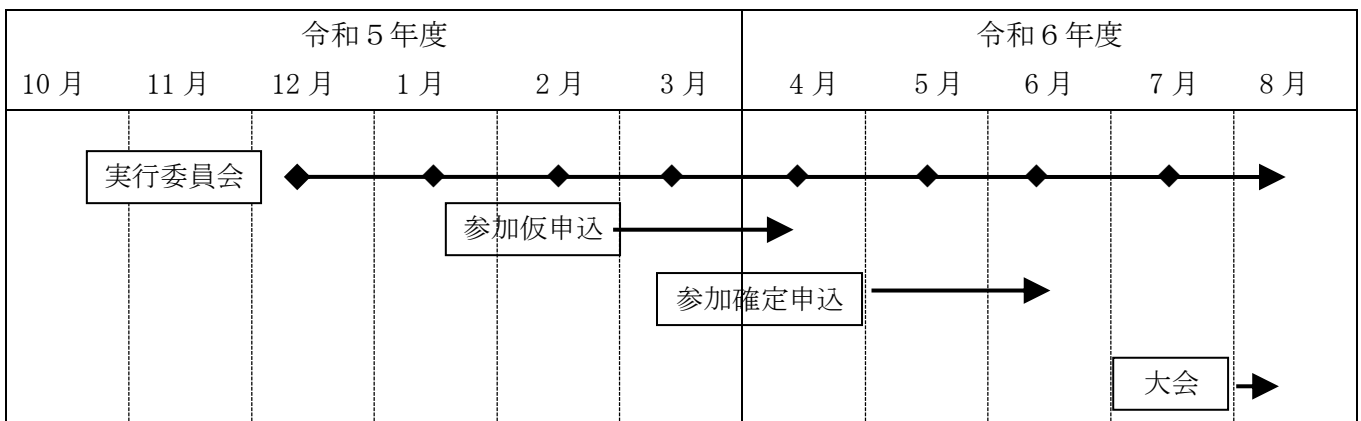 令和５年度 令和６年度
10 月 11 月 12 月 1 月 2 月 3 月 4 月 5 月 6 月 7 月 8 月
実行委員会
参加仮申込
参加確定申込
大会